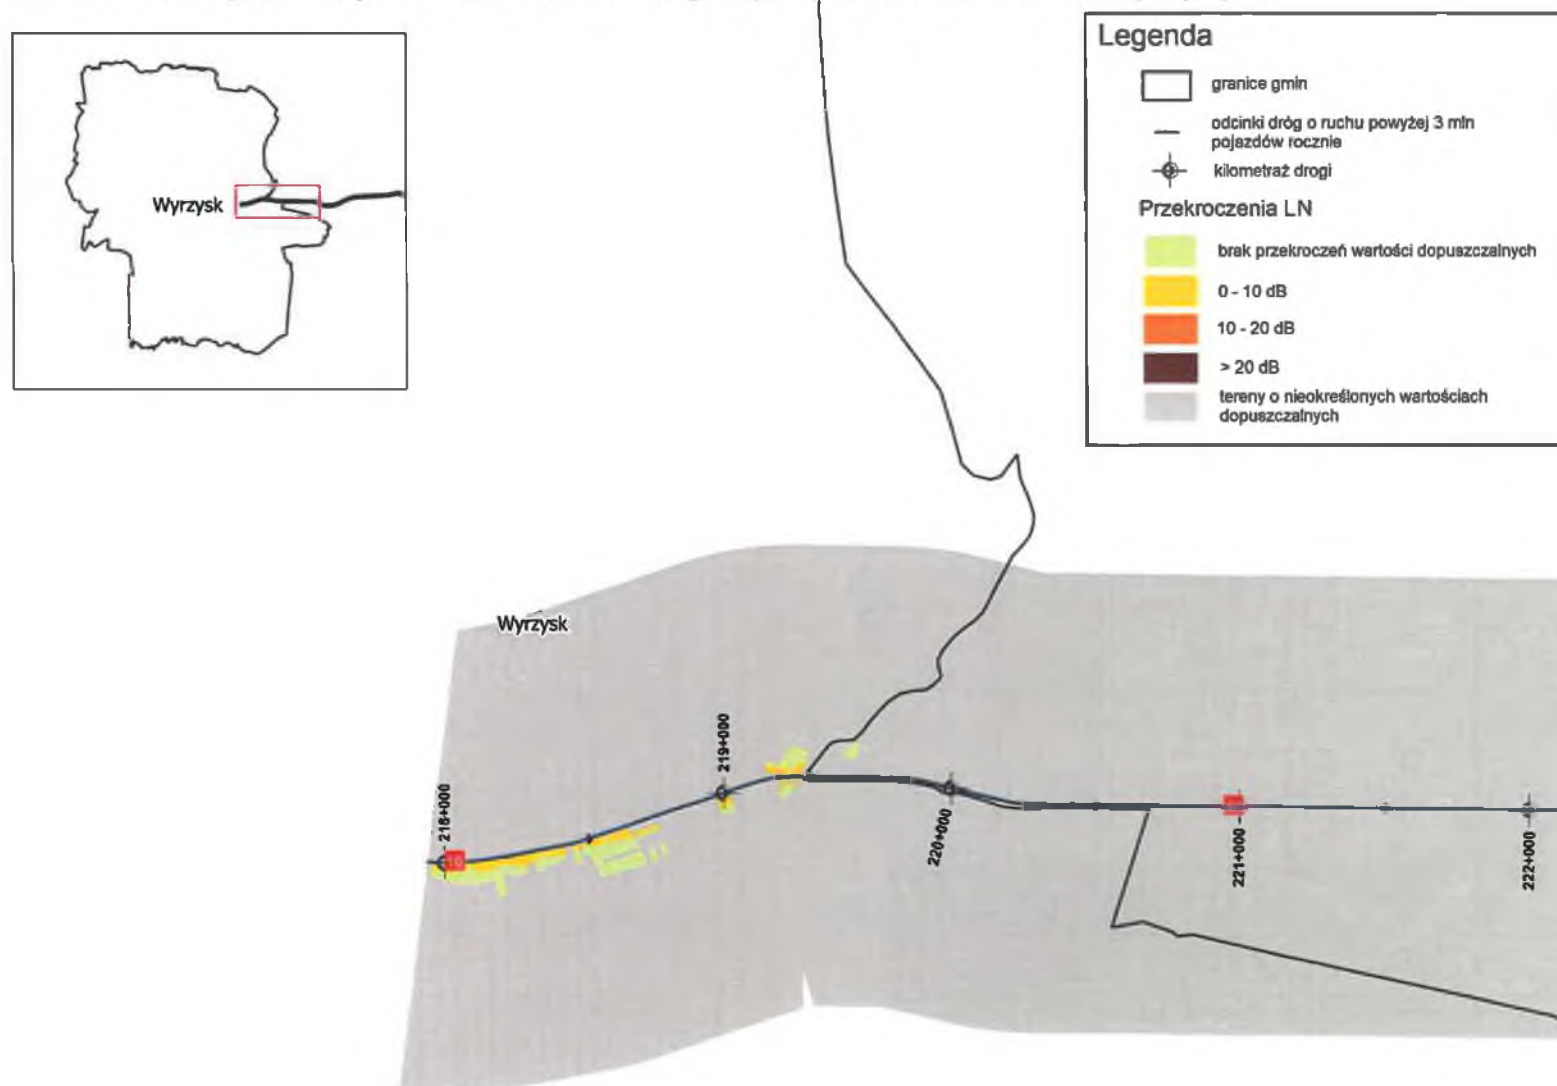 Legenda
granice gmin
odcinki dróg o ruchu powyżej 3 mln
pojazdów rocznie
kilometraż drogi
Przekroczenia LN
brak przekroczeń wartości dopuszczalnych
0 - 10 dB
10 - 20 dB
> 20 dB
tereny o nieokreślonych wartościach
dopuszczalnych
Wyrzysk
Wyrzysk
218+000
10
219+000
220+000
221+000
222+000